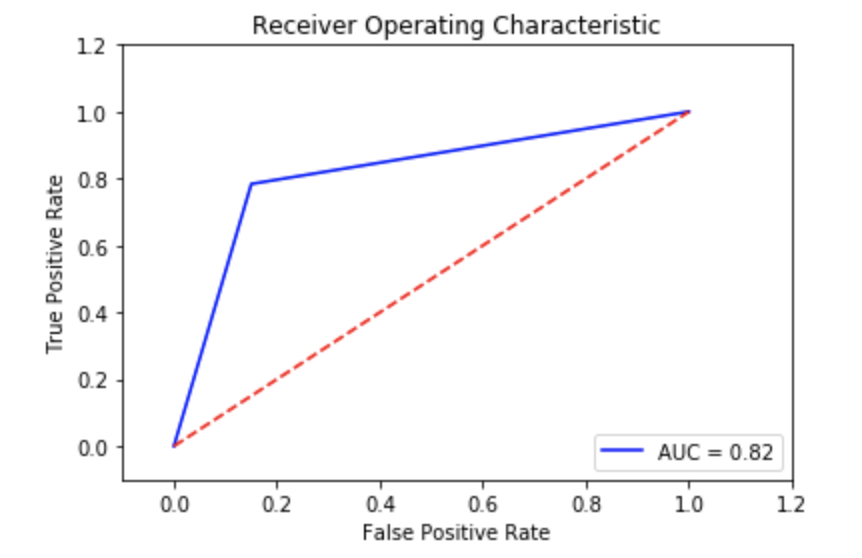 Receiver Operating Characteristic
1.2
1.0
0.8
0.6
0.4
0.2
0.0
True Positive Rate
AUC = 0.82
0.0 0.2 0.4 0.6 0.8 1.0 1.2
False Positive Rate